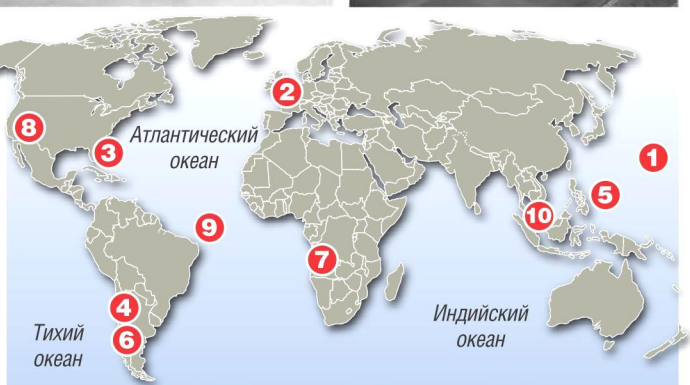 2
8
Атлантический
океан
3
1
5
10
9
7
4
Индийский
океан
Тихий
океан
6